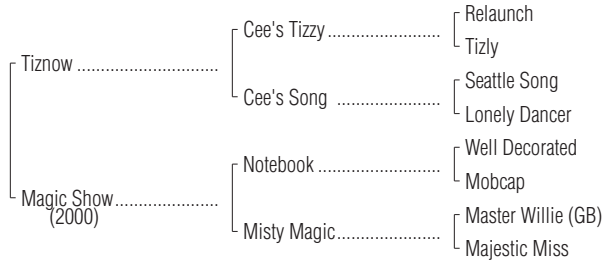 Relaunch
Cee's Tizzy ........................
Tizly
Tiznow ..............................
Seattle Song
Cee's Song ......................
Lonely Dancer
Well Decorated
Notebook ..........................
Mobcap
Magic Show......................
(2000)
Master Willie (GB)
Misty Magic......................
Majestic Miss